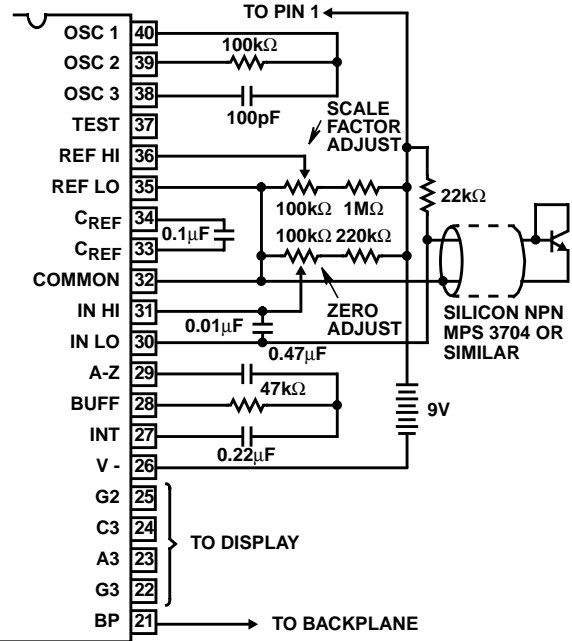 TO PIN 1
OSC 1 40
100kΩ
OSC 2 39
OSC 3 38
100pF
TEST 37
SCALE
FACTOR
ADJUST
REF HI 36
REF LO 35
100kΩ 1MΩ
22kΩ
CREF 34
0.1μF
CREF 33
100kΩ 220kΩ
COMMON 32
IN HI 31
0.01μF
ZERO
ADJUST
SILICON NPN
MPS 3704 OR
SIMILAR
IN LO 30
0.47μF
A-Z 29
47kΩ
BUFF 28
9V
INT 27
0.22μF
V - 26
G2 25
C3 24
TO DISPLAY
A3 23
G3 22
BP 21
TO BACKPLANE